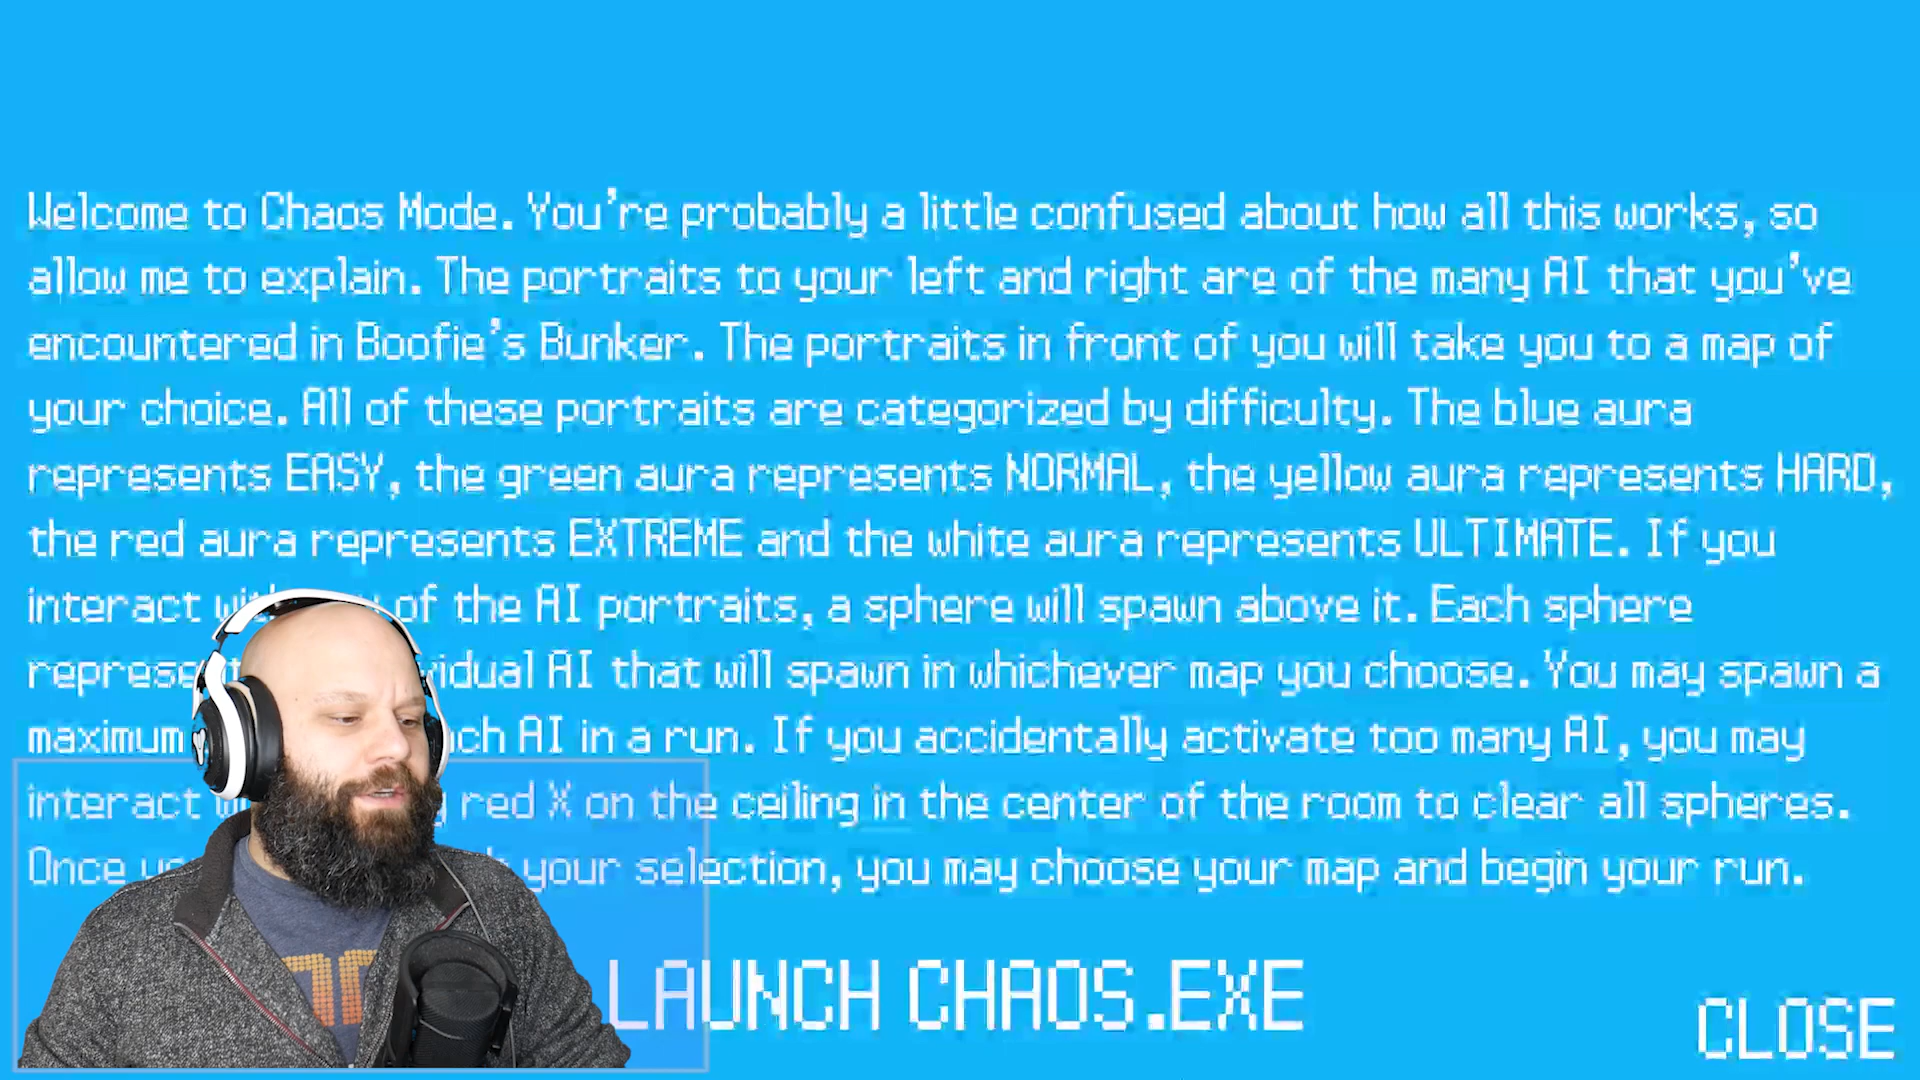 Welcome to Chaos Mode. You're probably a little confused about how all this works, so
allow me to explain. The portraits to your left and right are of the many AI that you've
encountered in Boofie's Bunker. The portraits in front of you will take you to a map of
your choice. All of these portraits are categorized by difficulty. The blue aura
represents EASY, the green aura represents NORMAL, the yellow aura represents HARD,
the red aura represents EXTREME and the white aura represents ULTIMATE. If you
interact of the AI portraits, a sphere will spawn above it. Each sphere
AI that will spawn in whichever map you choose. You may spawn a
maximum AI in a run. If you accidentally activate too many AI, you may
interact red X on the ceiling in the center of the room to clear all spheres.
Once your selection, you may choose your map and begin your run.
LAUNCH CHAOS.EXE
CLOSE